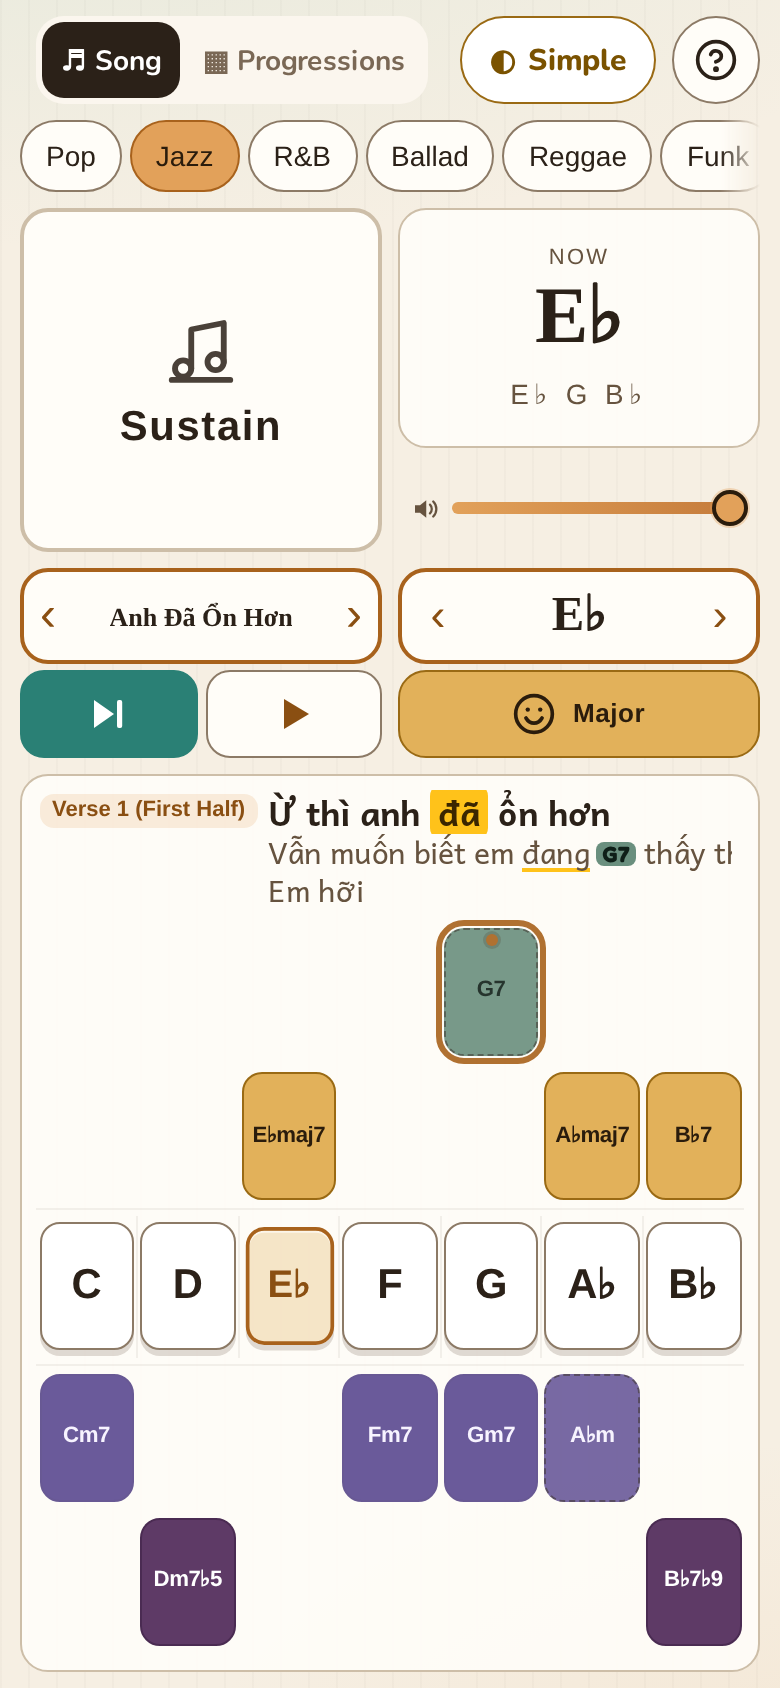 Song Progressions Simple
Pop Jazz R&B Ballad Reggae Funk
Sustain
NOW
E♭
E♭ G B♭
Anh Đã Ổn Hơn
E♭
Major
Verse 1 (First Half)
Ừ thì anh đã ổn hơn
Vẫn muốn biết em đang G7 thấy
Em hỡi
G7
E♭maj7 A♭maj7 B♭7
C D E♭ F G A♭ B♭
Cm7 Fm7 Gm7 A♭m
Dm7♭5 B♭7♭9